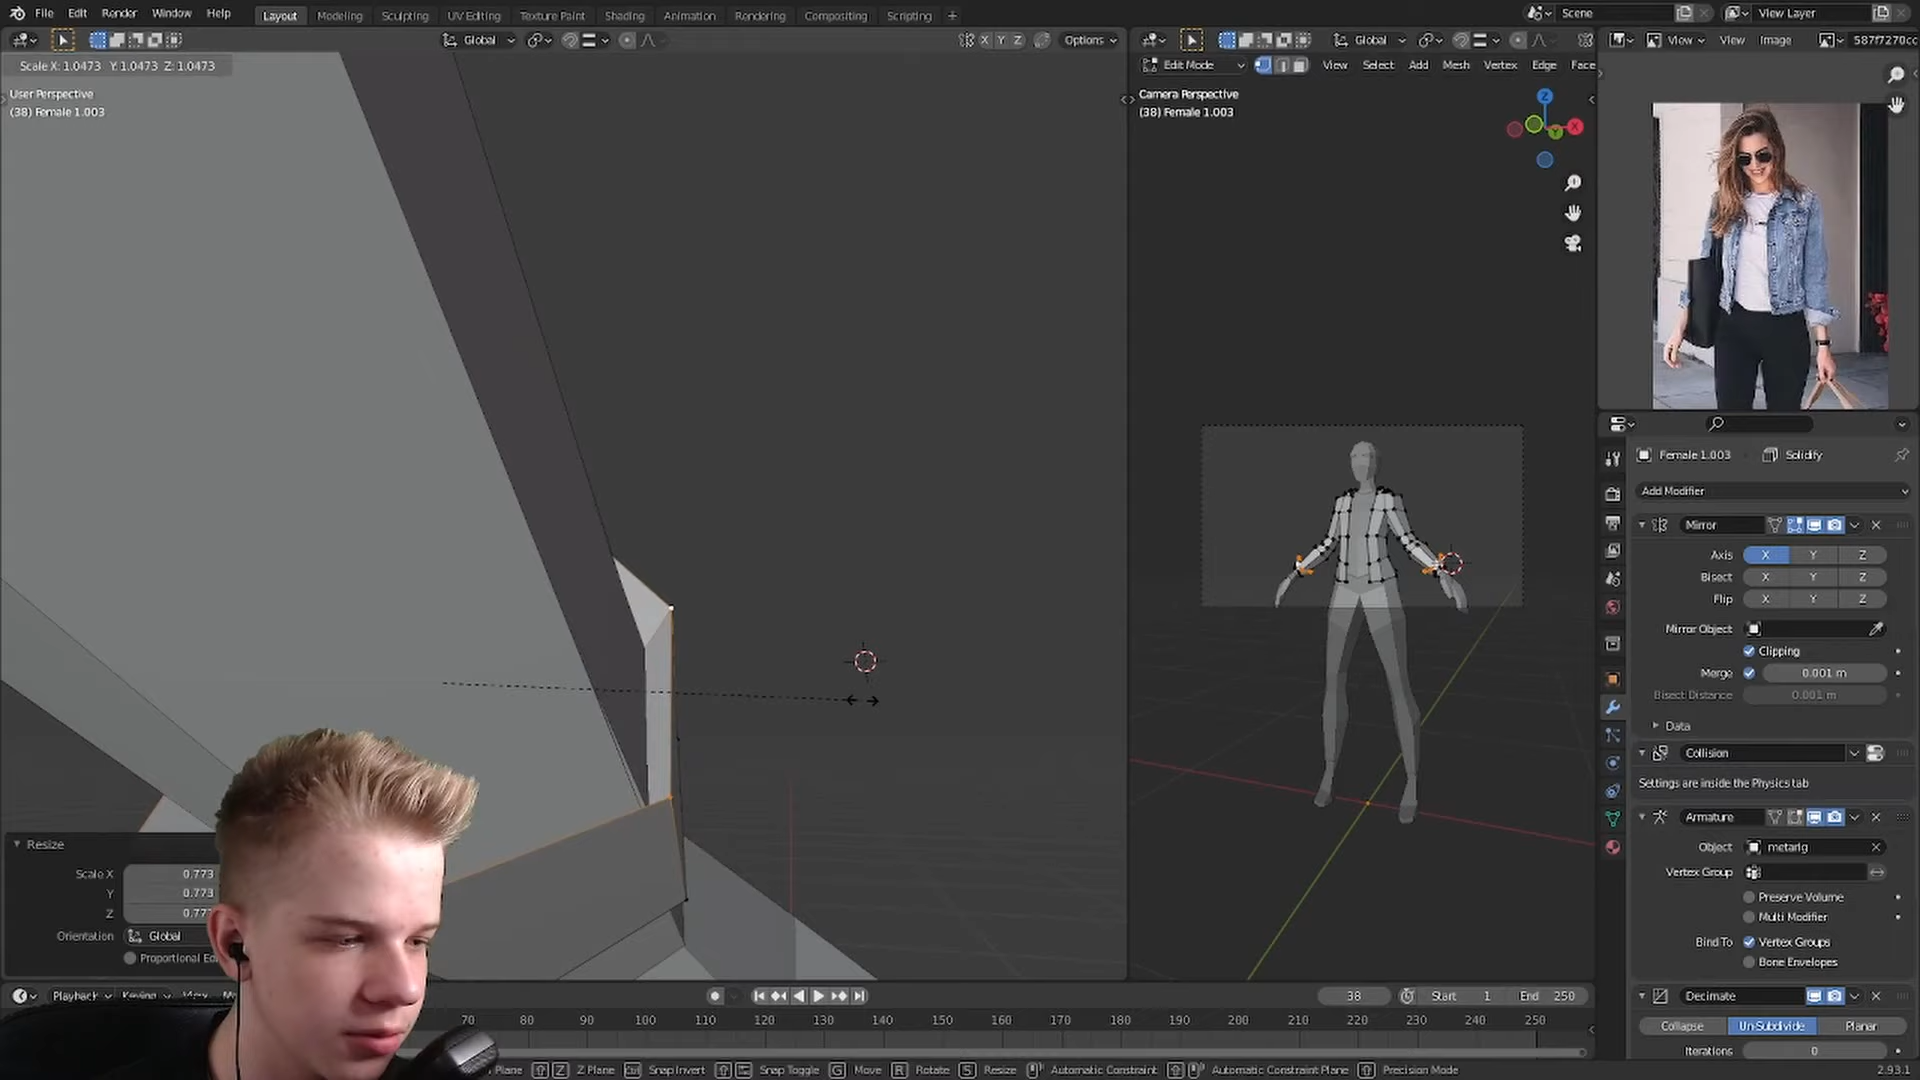 File Edit Render Window Help
Layout Modeling Sculpting UV Editing Texture Paint Shading Animation Rendering Compositing Scripting +
Scene
View Layer
Global
X Y Z
Options
Global
View View Image
587f7270cc
Scale X: 1.0473 Y: 1.0473 Z: 1.0473
Edit Mode View Select Add Mesh Vertex Edge Face
User Perspective
(38) Female 1.003
Camera Perspective
(38) Female 1.003
Z
X
Y
Female 1.003 Solidify
Add Modifier
Mirror
Axis X Y Z
Bisect X Y Z
Flip X Y Z
Mirror Object
Clipping
Merge 0.001 m
Bisect Distance 0.001 m
Data
Collision
Settings are inside the Physics tab
Armature
Object metarig
Vertex Group
Preserve Volume
Multi Modifier
Bind To Vertex Groups
Bone Envelopes
Decimate
Collapse Un-Subdivide Planar
Iterations 0
Resize
Scale X 0.773
Y 0.773
Z 0.773
Orientation Global
Proportional Ed
Playback Keying View
38 Start 1 End 250
70 80 90 100 110 120 130 140 150 160 170 180 190 200 210 220 230 240 250
Plane Z Z Plane Ctrl Snap Invert Snap Toggle G Move R Rotate S Resize Automatic Constraint Automatic Constraint Plane Precision Mode
2.93.1